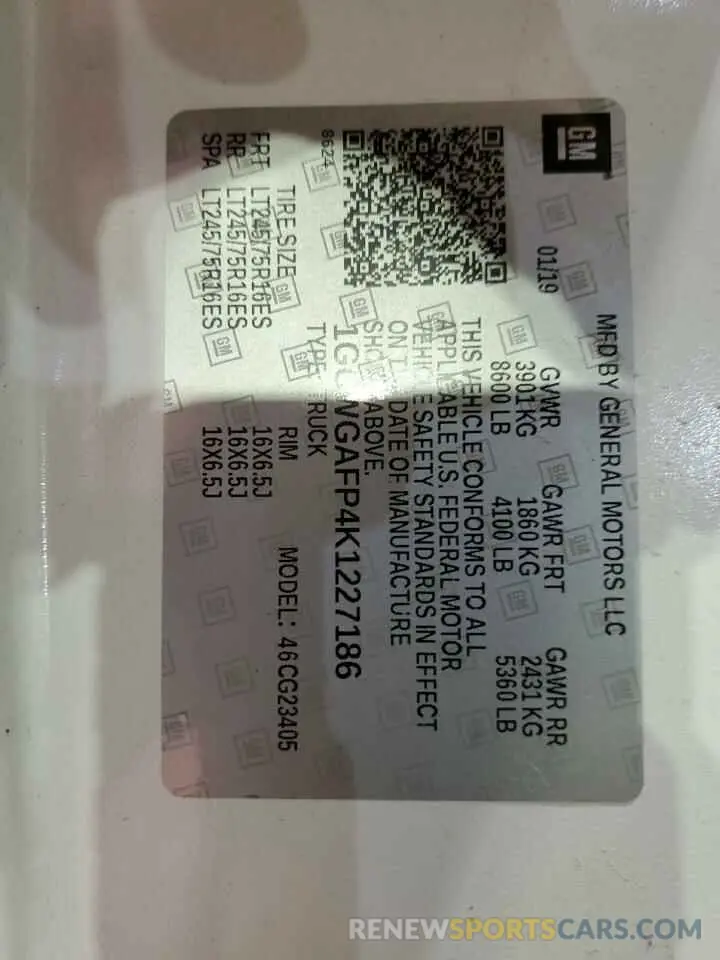 GM
MFD BY GENERAL MOTORS LLC
01/19 GVWR GAWR FRT GAWR RR
3901 KG 1860 KG 2431 KG
8600 LB 4100 LB 5360 LB
THIS VEHICLE CONFORMS TO ALL
APPLICABLE U.S. FEDERAL MOTOR
VEHICLE SAFETY STANDARDS IN EFFECT
ON DATE OF MANUFACTURE
ABOVE.
1GCWGAFP4K1227186
8624 TYPE: TRUCK MODEL: 46CG23405
TIRE SIZE RIM
FRT LT245/75R16ES 16X6.5J
RR LT245/75R16ES 16X6.5J
SPA LT245/75R16ES 16X6.5J
RENEWSPORTSCARS.COM